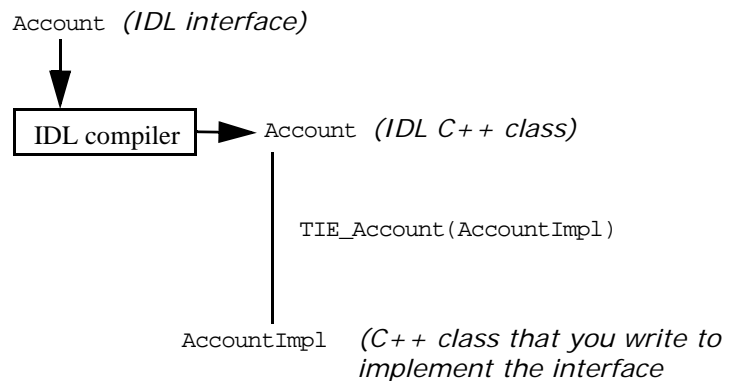 Account (IDL interface)
IDL compiler
Account (IDL C++ class)
TIE_Account(AccountImpl)
AccountImpl (C++ class that you write to
implement the interface